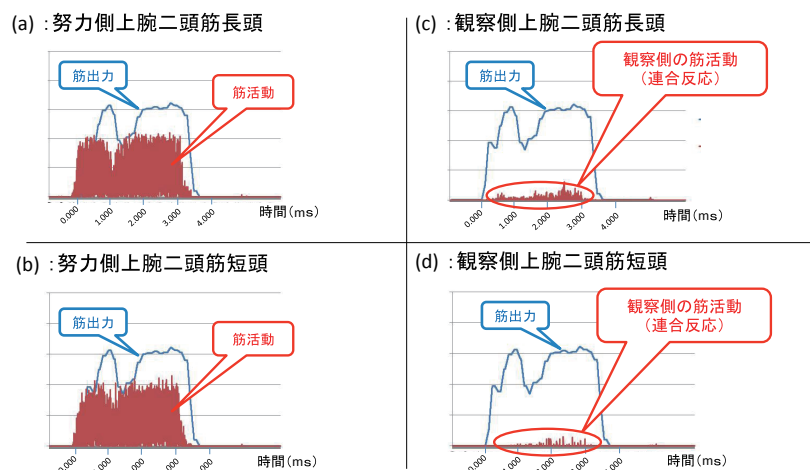 (a) :努力側上腕二頭筋長頭
筋出力
筋活動
0.000
1.000
2.000
3.000
4.000
時間(ms)
(c) :観察側上腕二頭筋長頭
筋出力
観察側の筋活動
(連合反応)
0.000
1.000
2.000
3.000
4.000
時間(ms)
(b) :努力側上腕二頭筋短頭
筋出力
筋活動
時間(ms)
(d) :観察側上腕二頭筋短頭
筋出力
観察側の筋活動
(連合反応)
時間(ms)